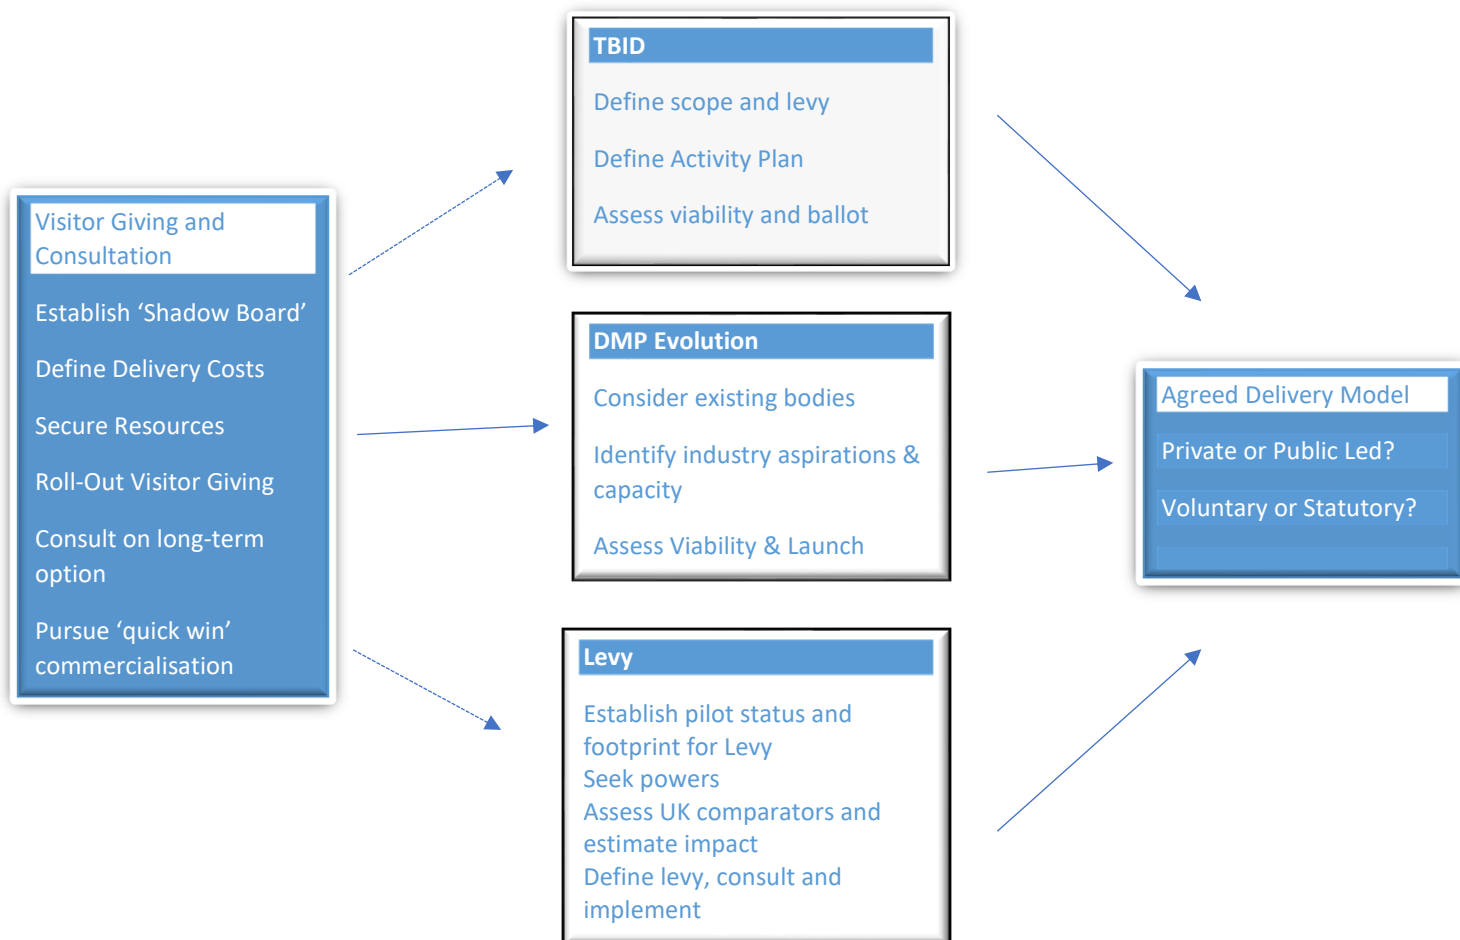 Visitor Giving and
Consultation
Establish ‘Shadow Board’
Define Delivery Costs
Secure Resources
Roll-Out Visitor Giving
Consult on long-term
option
Pursue ‘quick win’
commercialisation
TBID
Define scope and levy
Define Activity Plan
Assess viability and ballot
DMP Evolution
Consider existing bodies
Identify industry aspirations &
capacity
Assess Viability & Launch
Levy
Establish pilot status and
footprint for Levy
Seek powers
Assess UK comparators and
estimate impact
Define levy, consult and
implement
Agreed Delivery Model
Private or Public Led?
Voluntary or Statutory?